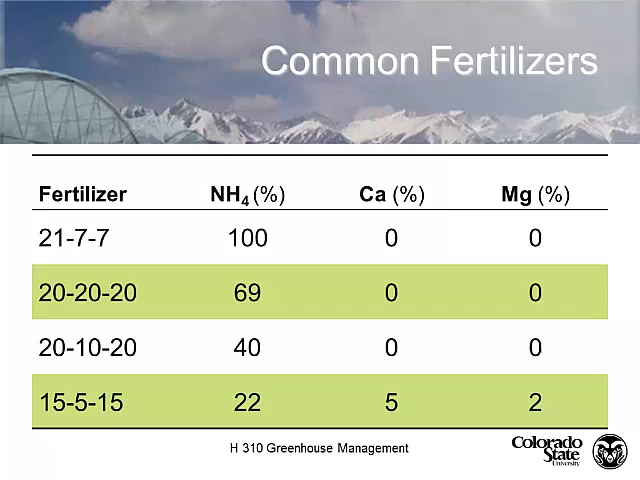 Common Fertilizers
Fertilizer NH4 (%) Ca (%) Mg (%)
21-7-7 100 0 0
20-20-20 69 0 0
20-10-20 40 0 0
15-5-15 22 5 2
H 310 Greenhouse Management
Colorado
State
University